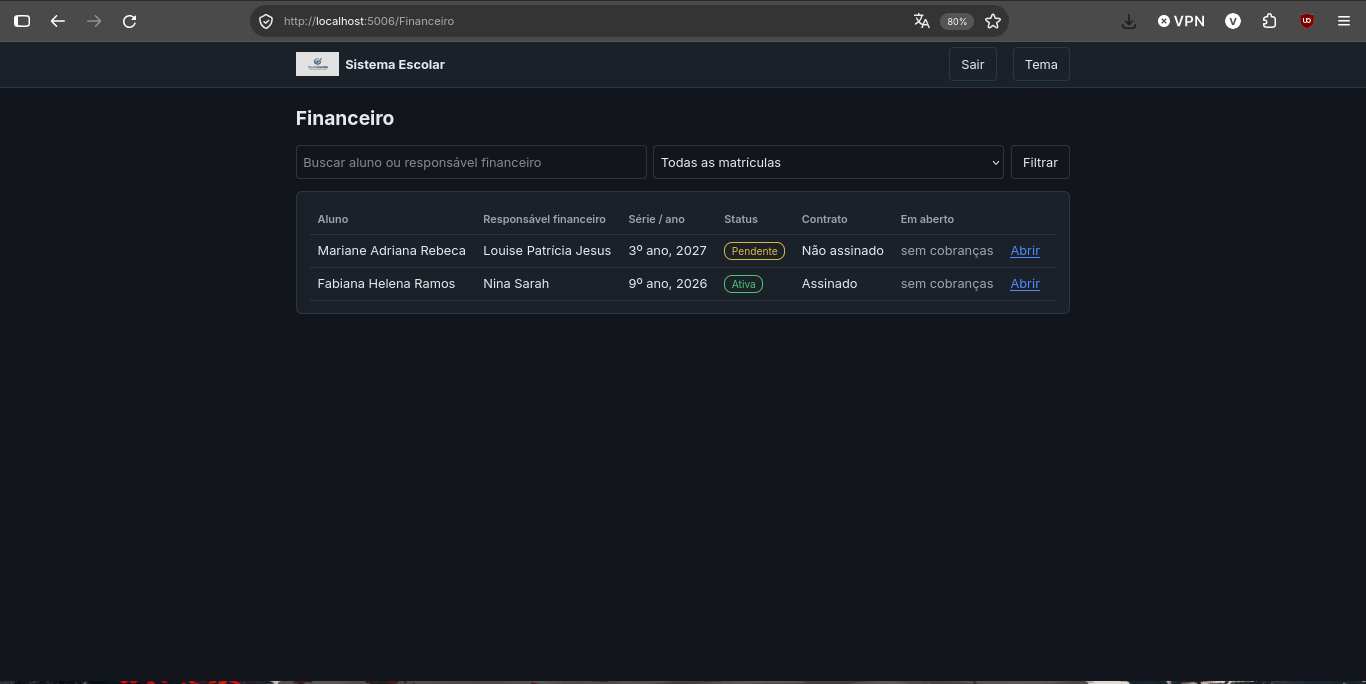 http://localhost:5006/Financeiro 80% VPN V UD
Sistema Escolar Sair Tema
Financeiro
Buscar aluno ou responsável financeiro Todas as matrículas Filtrar
Aluno Responsável financeiro Série / ano Status Contrato Em aberto
Mariane Adriana Rebeca Louise Patrícia Jesus 3º ano, 2027 Pendente Não assinado sem cobranças Abrir
Fabiana Helena Ramos Nina Sarah 9º ano, 2026 Ativa Assinado sem cobranças Abrir